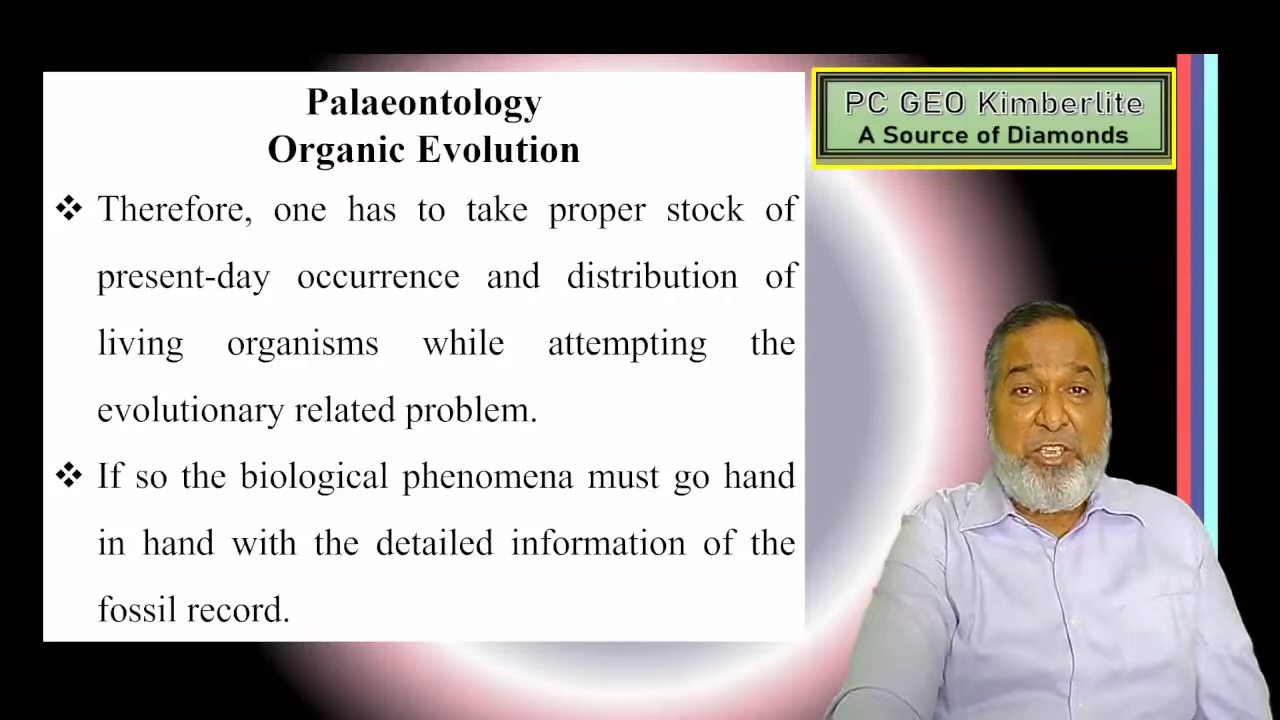 Palaeontology
Organic Evolution
❖ Therefore, one has to take proper stock of
present-day occurrence and distribution of
living organisms while attempting the
evolutionary related problem.
❖ If so the biological phenomena must go hand
in hand with the detailed information of the
fossil record.
PC GEO Kimberlite
A Source of Diamonds